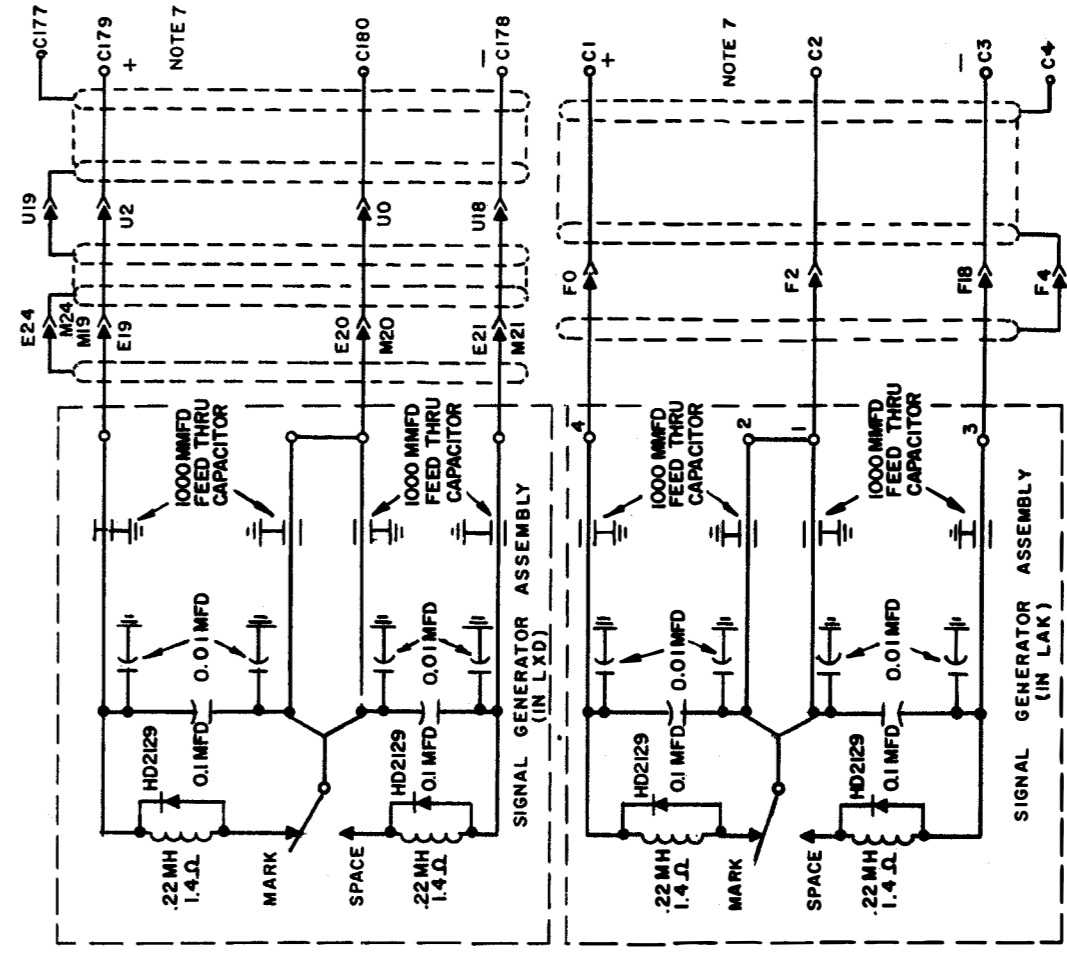 C177
C179
+
NOTE 7
C180
−
C178
U19
U2
U0
U18
E24
M24
M19
E19
E20
M20
E21
M21
1000 MMFD
FEED THRU
CAPACITOR
1000 MMFD
FEED THRU
CAPACITOR
0.01 MFD
0.01 MFD
HD2129
0.1 MFD
HD2129
0.1 MFD
.22 MH
1.4 Ω
MARK
SPACE
.22 MH
1.4 Ω
SIGNAL GENERATOR ASSEMBLY
(IN LXD)
C1
+
NOTE 7
C2
−
C3
C4
F0
F2
F18
F4
4
2
1
3
1000 MMFD
FEED THRU
CAPACITOR
1000 MMFD
FEED THRU
CAPACITOR
0.01 MFD
0.01 MFD
HD2129
0.1 MFD
HD2129
0.1 MFD
.22 MH
1.4 Ω
MARK
SPACE
.22 MH
1.4 Ω
SIGNAL GENERATOR ASSEMBLY
(IN LAK)